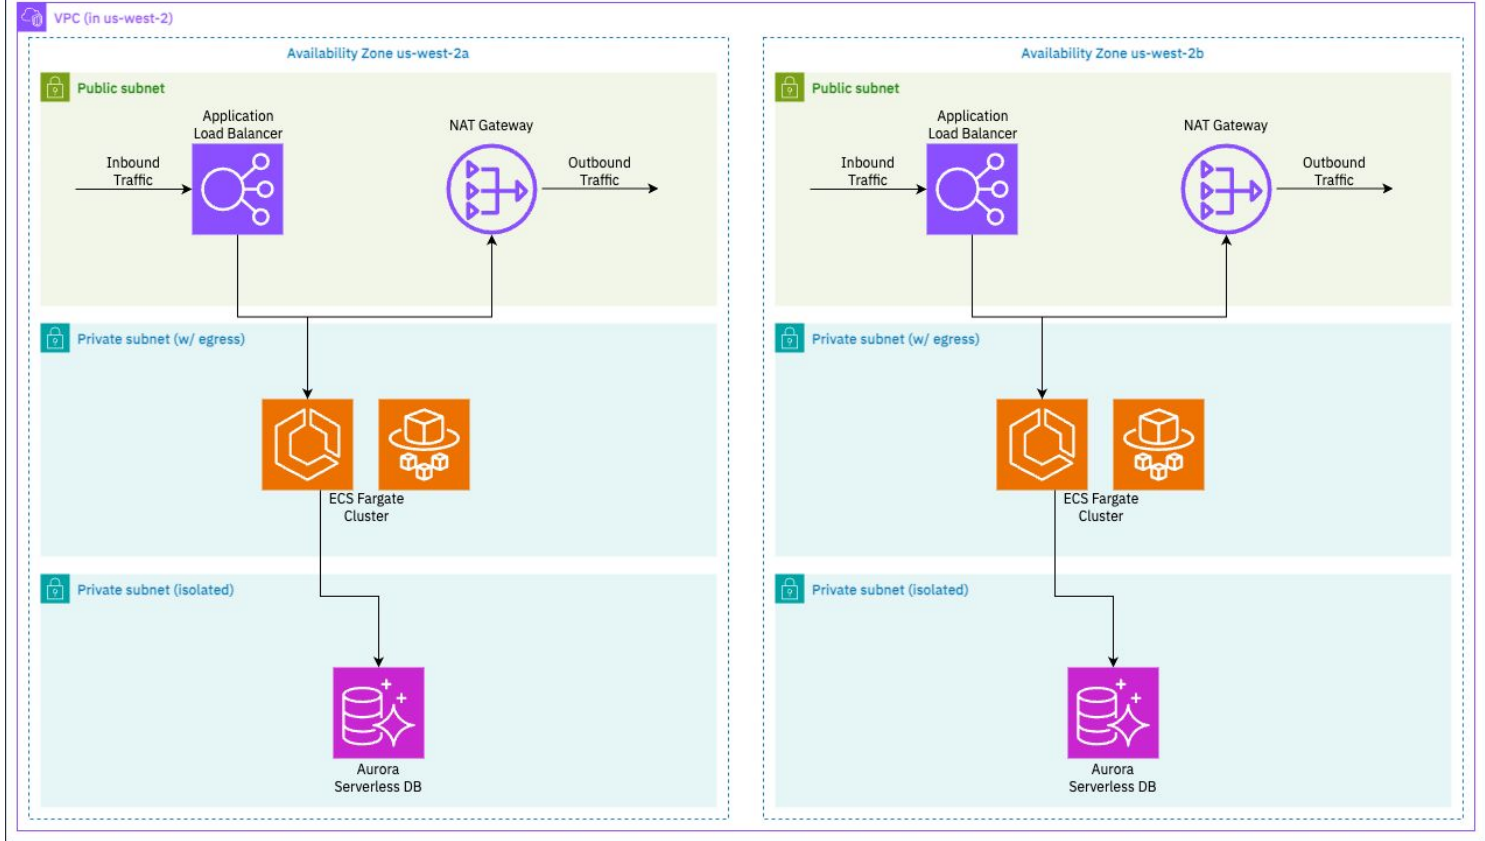 VPC (in us-west-2)
Availability Zone us-west-2a
Public subnet
Application
Load Balancer
NAT Gateway
Inbound
Traffic
Outbound
Traffic
Private subnet (w/ egress)
ECS Fargate
Cluster
Private subnet (isolated)
Aurora
Serverless DB
Availability Zone us-west-2b
Public subnet
Application
Load Balancer
NAT Gateway
Inbound
Traffic
Outbound
Traffic
Private subnet (w/ egress)
ECS Fargate
Cluster
Private subnet (isolated)
Aurora
Serverless DB